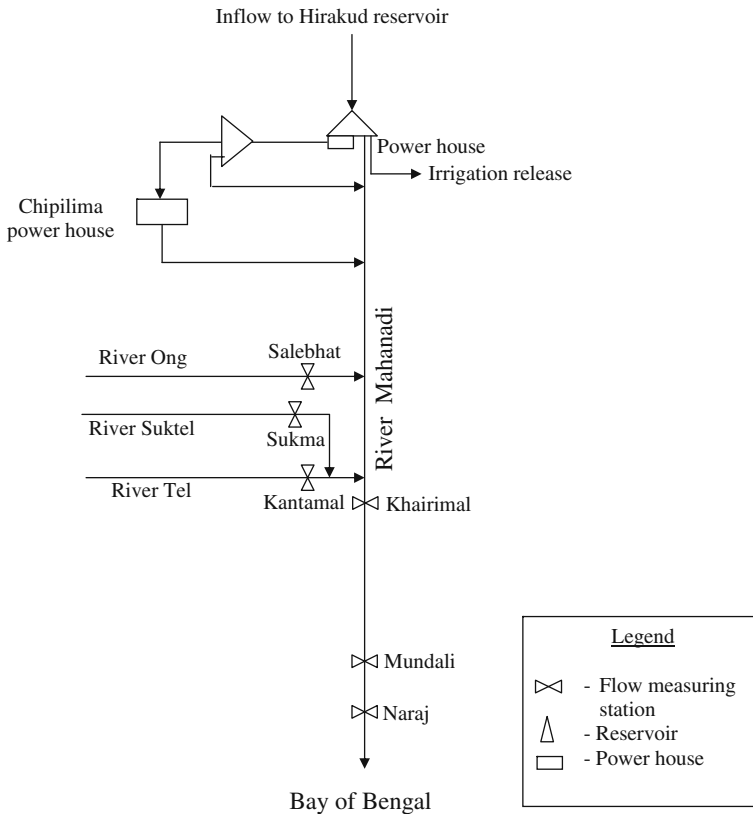 Inflow to Hirakud reservoir
Power house
Irrigation release
Chipilima
power house
River Mahanadi
River Ong
Salebhat
River Suktel
Sukma
River Tel
Kantamal
Khairimal
Mundali
Naraj
Bay of Bengal
Legend
- Flow measuring
station
- Reservoir
- Power house